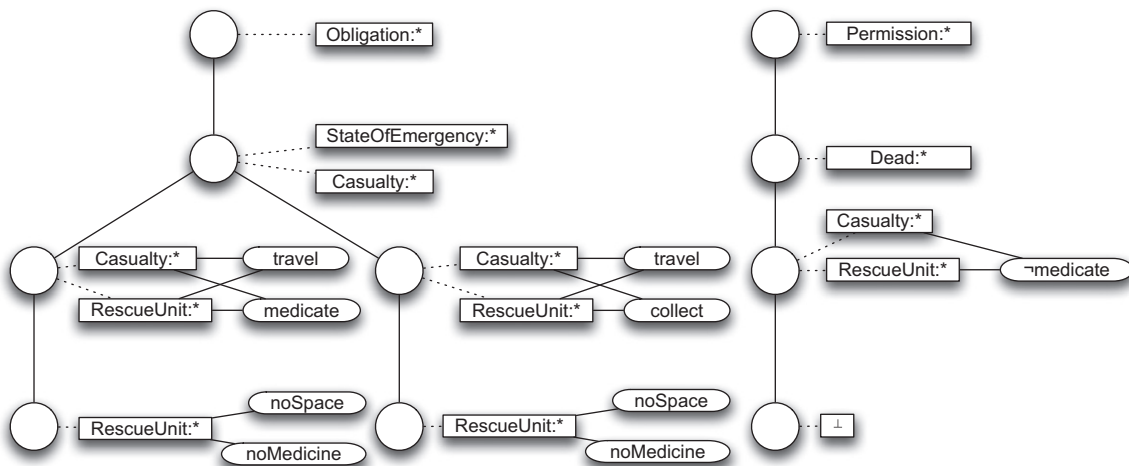 Obligation:*
StateOfEmergency:*
Casualty:*
Casualty:*
travel
RescueUnit:*
medicate
Casualty:*
travel
RescueUnit:*
collect
RescueUnit:*
noSpace
noMedicine
RescueUnit:*
noSpace
noMedicine
Permission:*
Dead:*
Casualty:*
RescueUnit:*
¬medicate
⊥